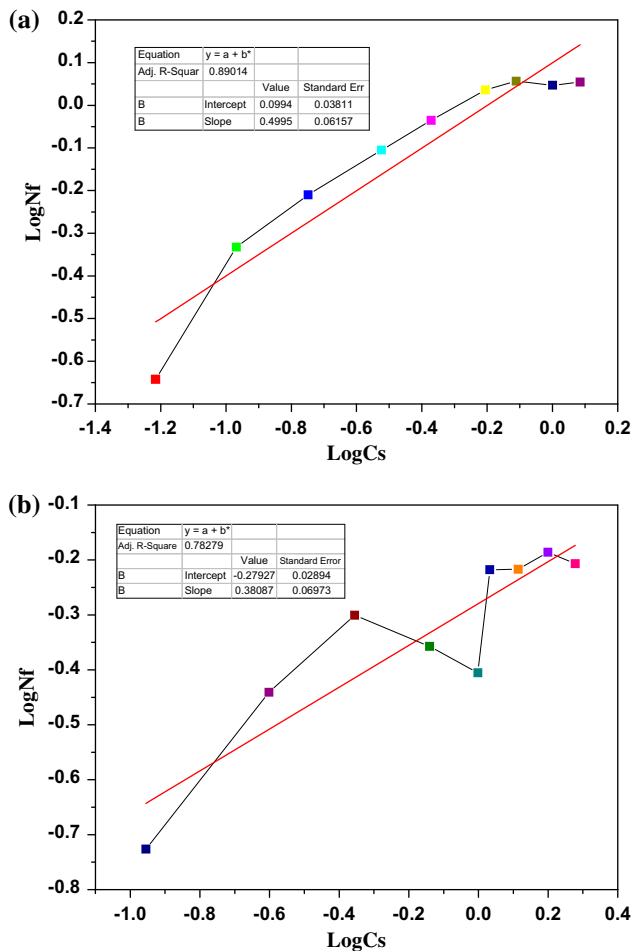 (a)
0.2
0.1
0.0
-0.1
-0.2
-0.3
-0.4
-0.5
-0.6
-0.7
LogNf
Equation y = a + b*
Adj. R-Squar 0.89014
Value Standard Err
B Intercept 0.0994 0.03811
B Slope 0.4995 0.06157
-1.4 -1.2 -1.0 -0.8 -0.6 -0.4 -0.2 0.0 0.2
LogCs
(b)
-0.1
-0.2
-0.3
-0.4
-0.5
-0.6
-0.7
-0.8
LogNf
Equation y = a + b*
Adj. R-Square 0.78279
Value Standard Error
B Intercept -0.27927 0.02894
B Slope 0.38087 0.06973
-1.0 -0.8 -0.6 -0.4 -0.2 0.0 0.2 0.4
LogCs